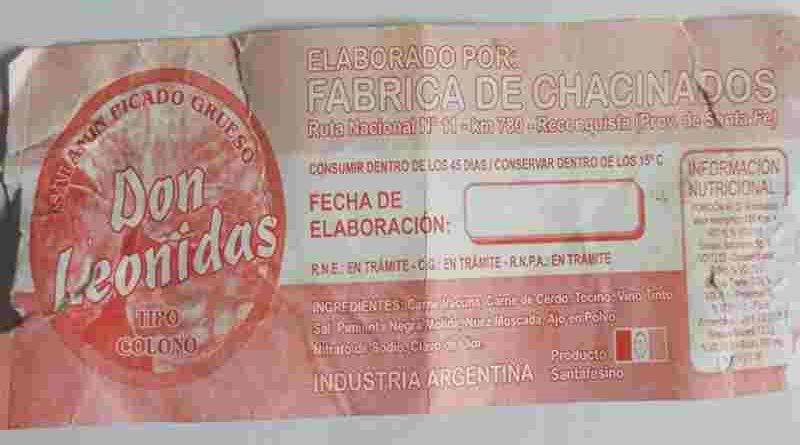 SALAMIN PICADO GRUESO
Don
Leonidas
TIPO
COLONO
ELABORADO POR:
FABRICA DE CHACINADOS
Ruta Nacional Nº 11 - km 780 - Reconquista (Prov. de Santa Fe)
CONSUMIR DENTRO DE LOS 45 DIAS / CONSERVAR DENTRO DE LOS 15º C
FECHA DE
ELABORACIÓN:
R.N.E.: EN TRÁMITE - O.G.: EN TRÁMITE - R.N.P.A.: EN TRÁMITE
INGREDIENTES: Carne Vacuna, Carne de Cerdo, Tocino, Vino Tinto
Sal, Pimienta Negra Molida, Nuez Moscada, Ajo en Polvo
Nitrato de Sodio, Clavo de Olor
INDUSTRIA ARGENTINA
Producto
Santafesino
INFORMACIÓN
NUTRICIONAL